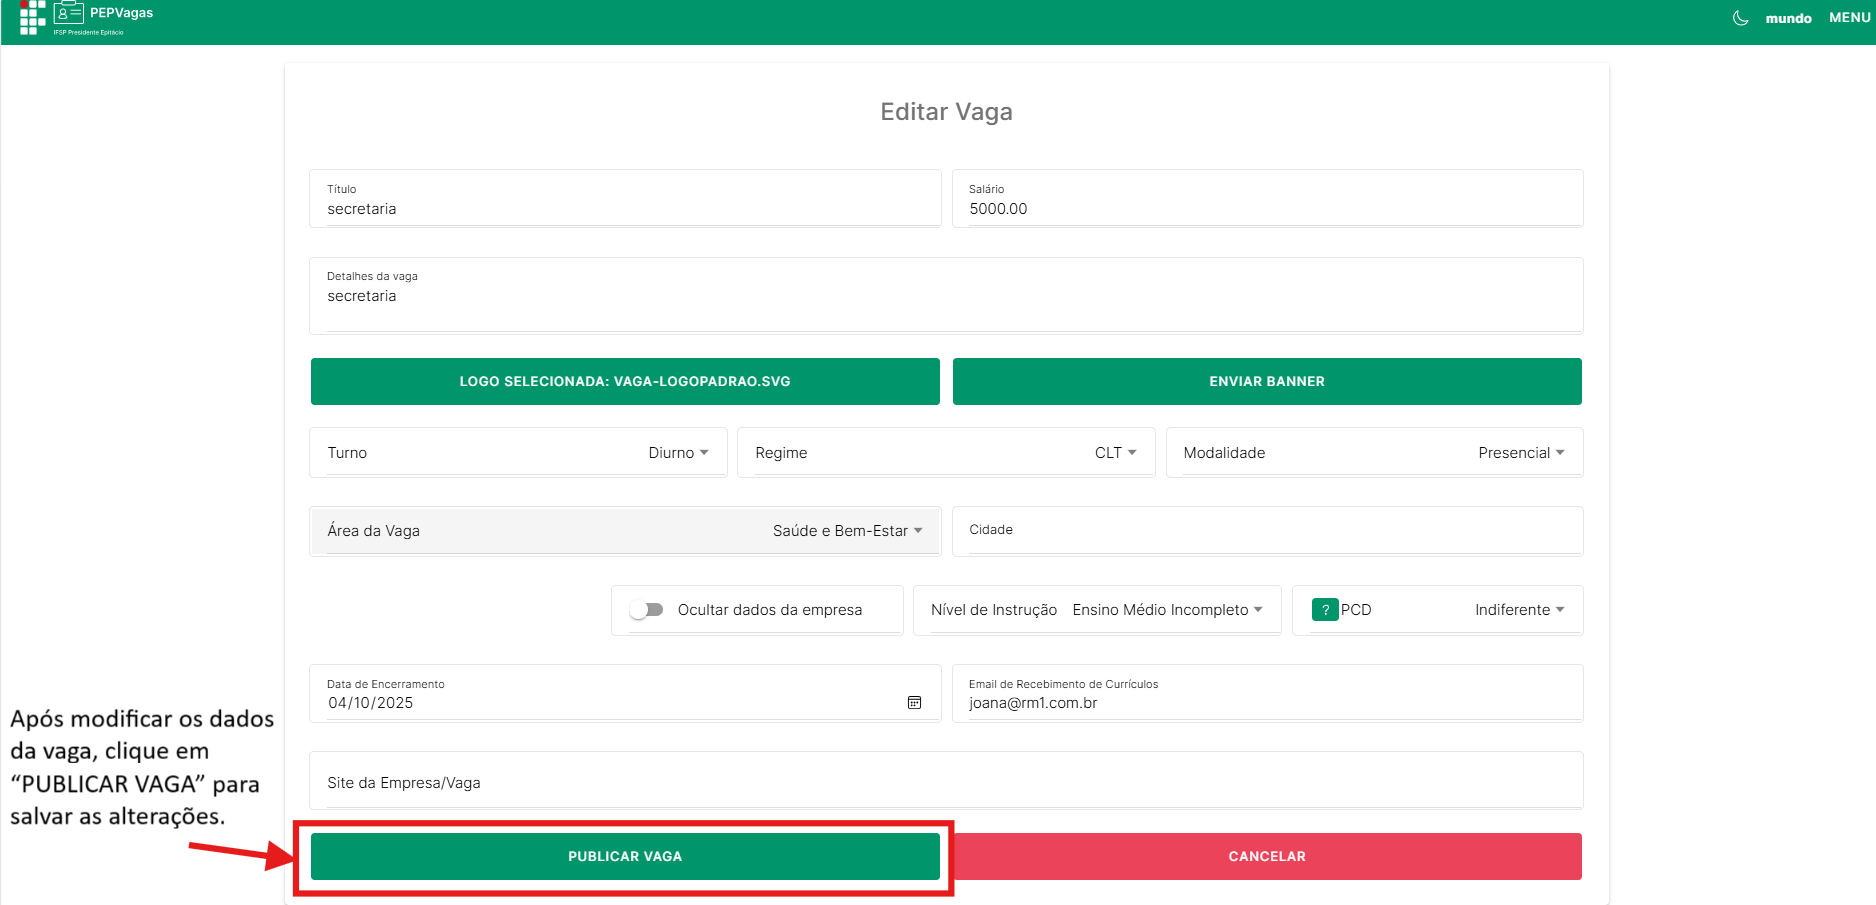 PEPVagas
IFSP Presidente Epitácio
mundo
MENU
Editar Vaga
Título
secretaria
Salário
5000.00
Detalhes da vaga
secretaria
LOGO SELECIONADA: VAGA-LOGOPADRAO.SVG
ENVIAR BANNER
Turno
Diurno
Regime
CLT
Modalidade
Presencial
Área da Vaga
Saúde e Bem-Estar
Cidade
Ocultar dados da empresa
Nível de Instrução
Ensino Médio Incompleto
? PCD
Indiferente
Data de Encerramento
04/10/2025
Email de Recebimento de Currículos
joana@rm1.com.br
Após modificar os dados
da vaga, clique em
“PUBLICAR VAGA” para
salvar as alterações.
Site da Empresa/Vaga
PUBLICAR VAGA
CANCELAR